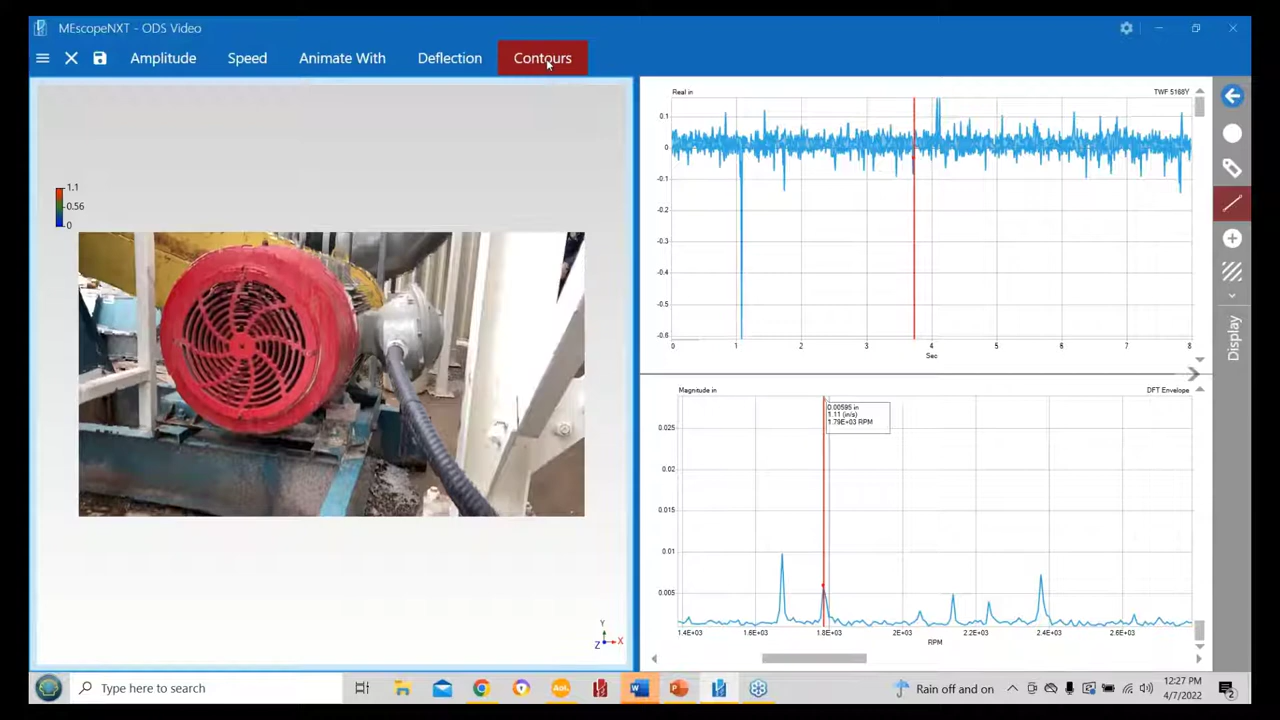 MEscopeNXT - ODS Video
Amplitude Speed Animate With Deflection Contours
1.1
0.56
0
Y
Z X
Real in TWF 5168Y
0.1
0
-0.1
-0.2
-0.3
-0.4
-0.5
-0.6
0 1 2 3 4 5 6 7 8
Sec
Magnitude in DFT Envelope
0.00595 in
1.11 (in/s)
1.79E+03 RPM
0.025
0.02
0.015
0.01
0.005
1.4E+03 1.6E+03 1.8E+03 2E+03 2.2E+03 2.4E+03 2.6E+03
RPM
Display
Type here to search
Aol.
Rain off and on
12:27 PM
4/7/2022
2